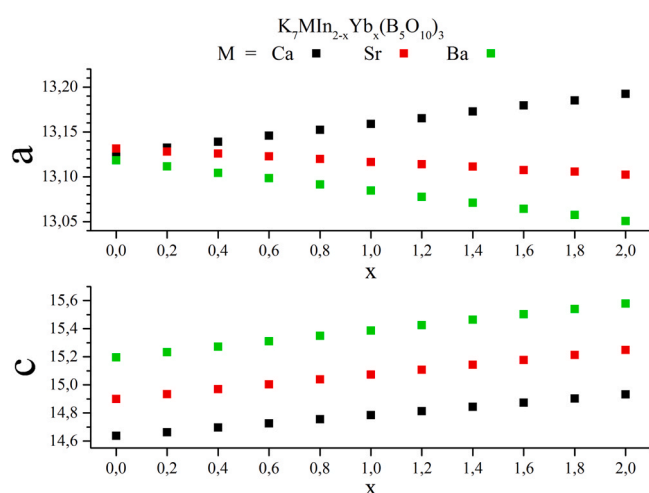 K₇MIn₂₋ₓYbₓ(B₅O₁₀)₃
M = Ca Sr Ba
13,20
13,15
13,10
13,05
a
0,0 0,2 0,4 0,6 0,8 1,0 1,2 1,4 1,6 1,8 2,0
x
15,6
15,4
15,2
15,0
14,8
14,6
c
0,0 0,2 0,4 0,6 0,8 1,0 1,2 1,4 1,6 1,8 2,0
x